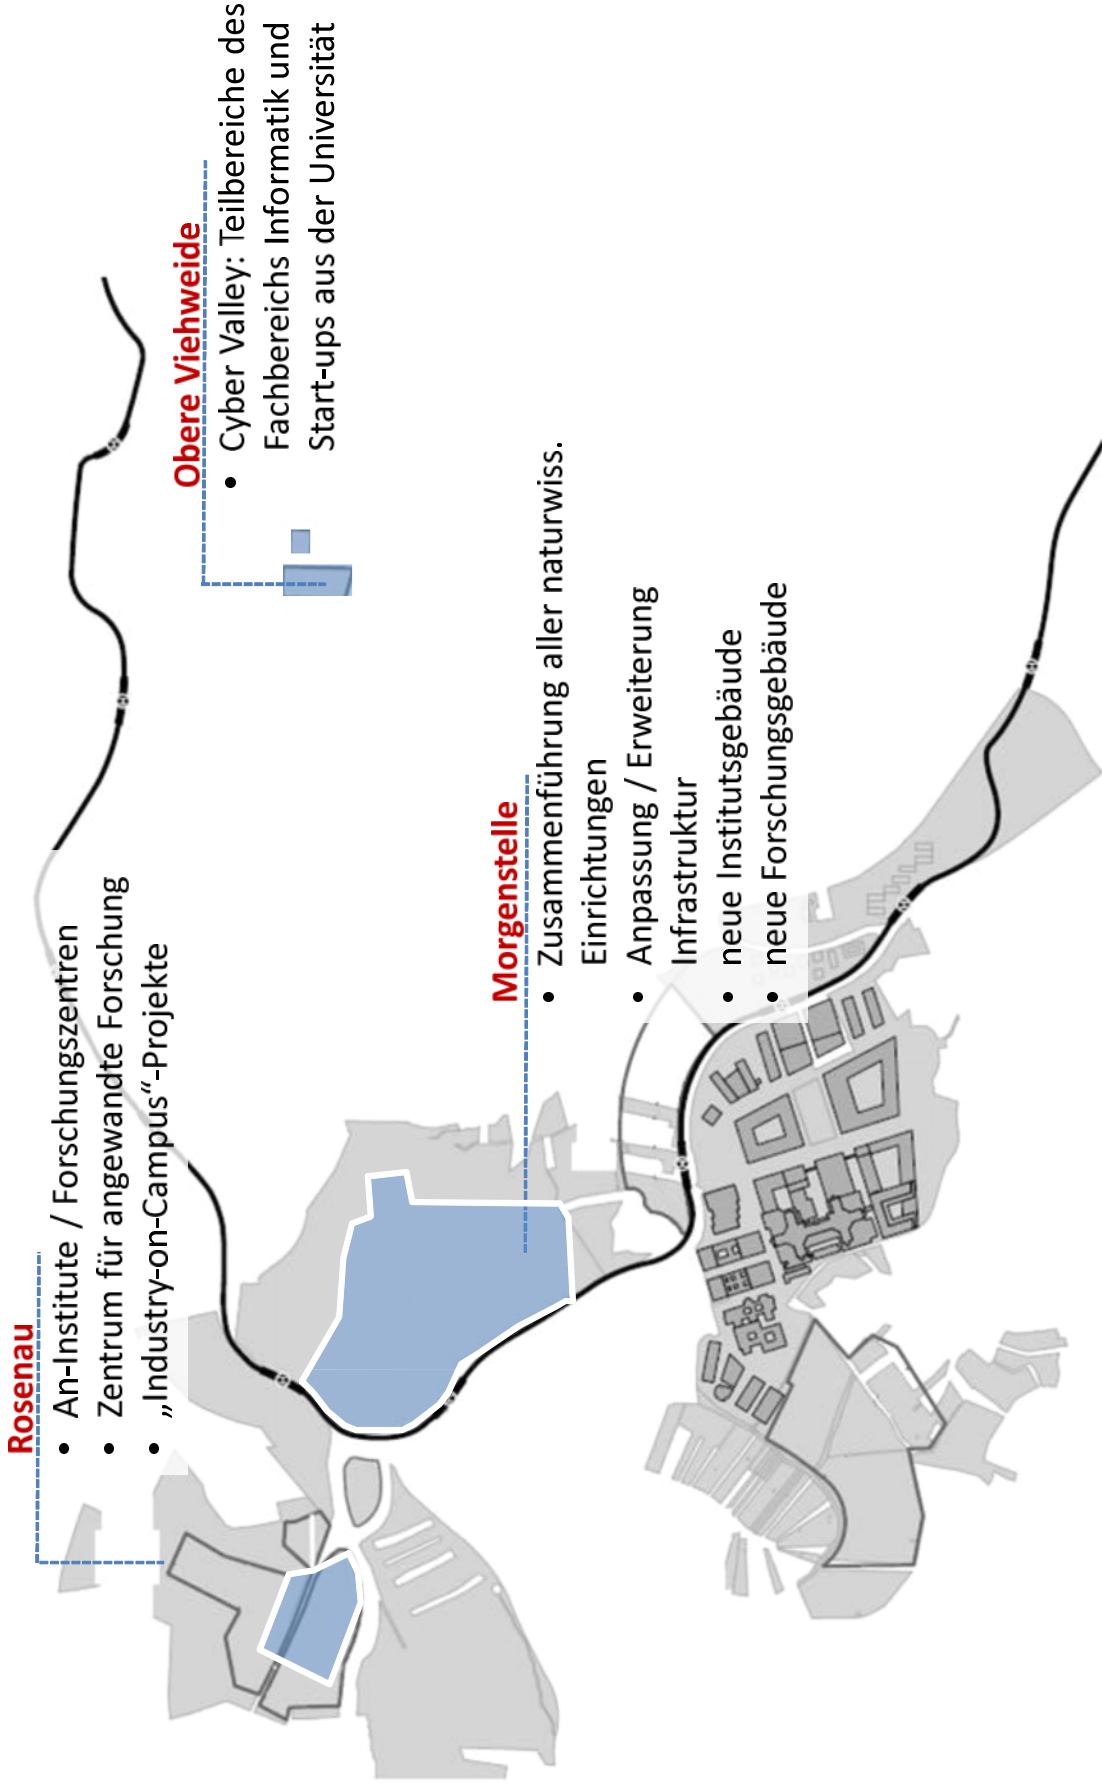 Rosenau
• An-Institute / Forschungszentren
• Zentrum für angewandte Forschung
• „Industry-on-Campus“-Projekte
Morgenstelle
• Zusammenführung aller naturwiss.
Einrichtungen
• Anpassung / Erweiterung
Infrastruktur
• neue Institutsgebäude
• neue Forschungsgebäude
Obere Viehweide
• Cyber Valley: Teilbereiche des
Fachbereichs Informatik und
Start-ups aus der Universität